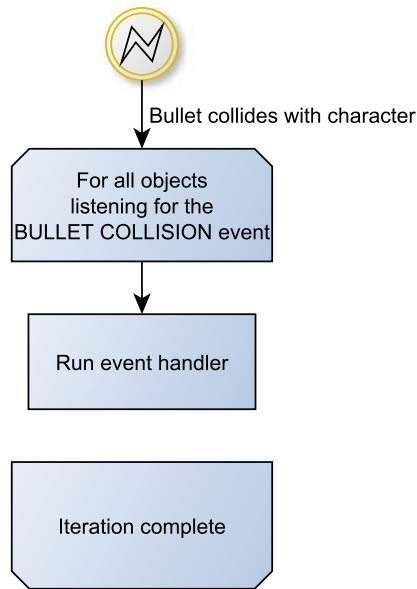 Bullet collides with character
For all objects
listening for the
BULLET COLLISION event
Run event handler
Iteration complete